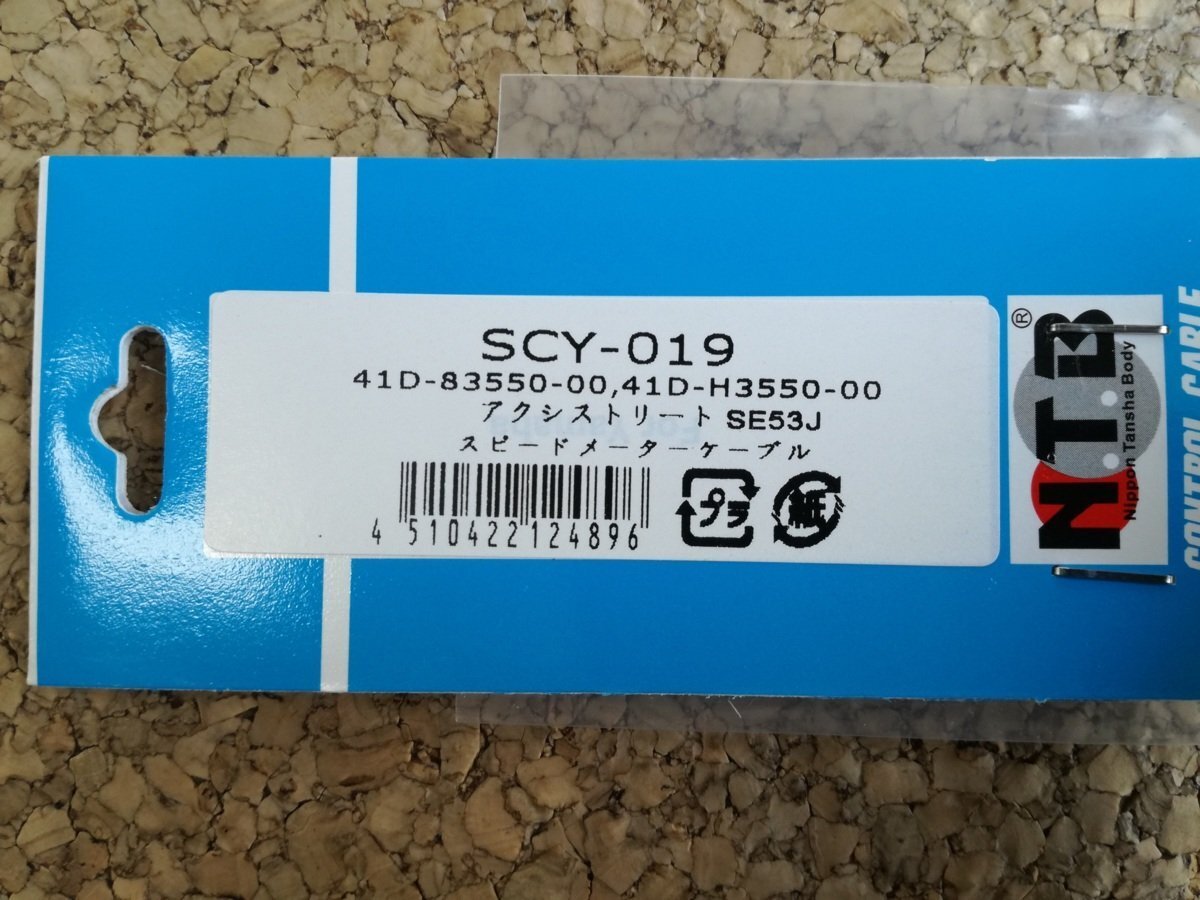 SCY-019
41D-83550-00,41D-H3550-00
アクシストリート SE53J
スピードメーターケーブル
4 510422 124896
プラ
紙
N.T.B
®
Nippon Tansha Body
CONTROL CABLE